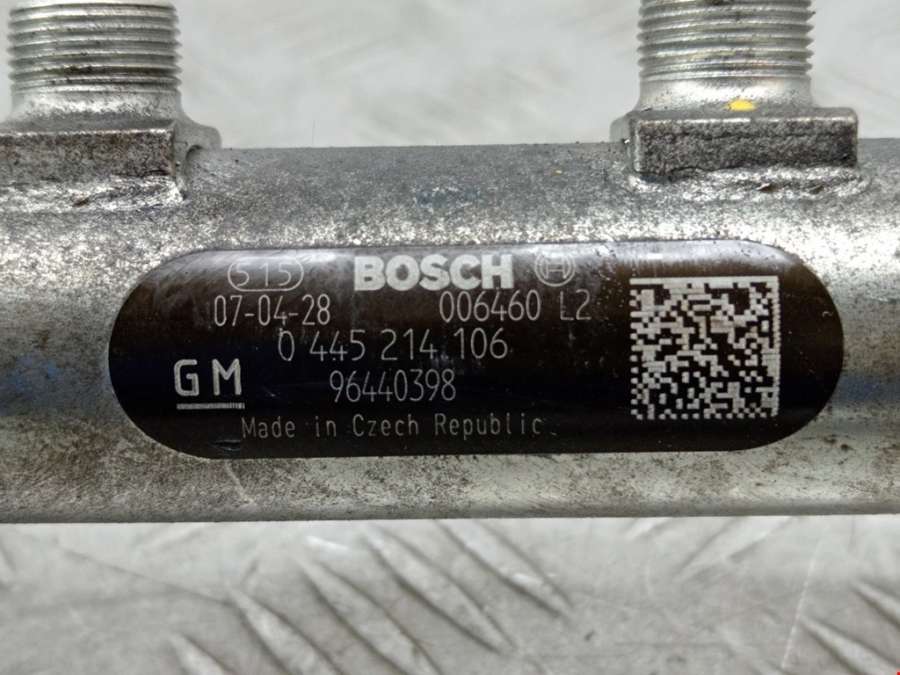 515 BOSCH
07-04-28 006460 L2
0 445 214 106
GM 96440398
Made in Czech Republic